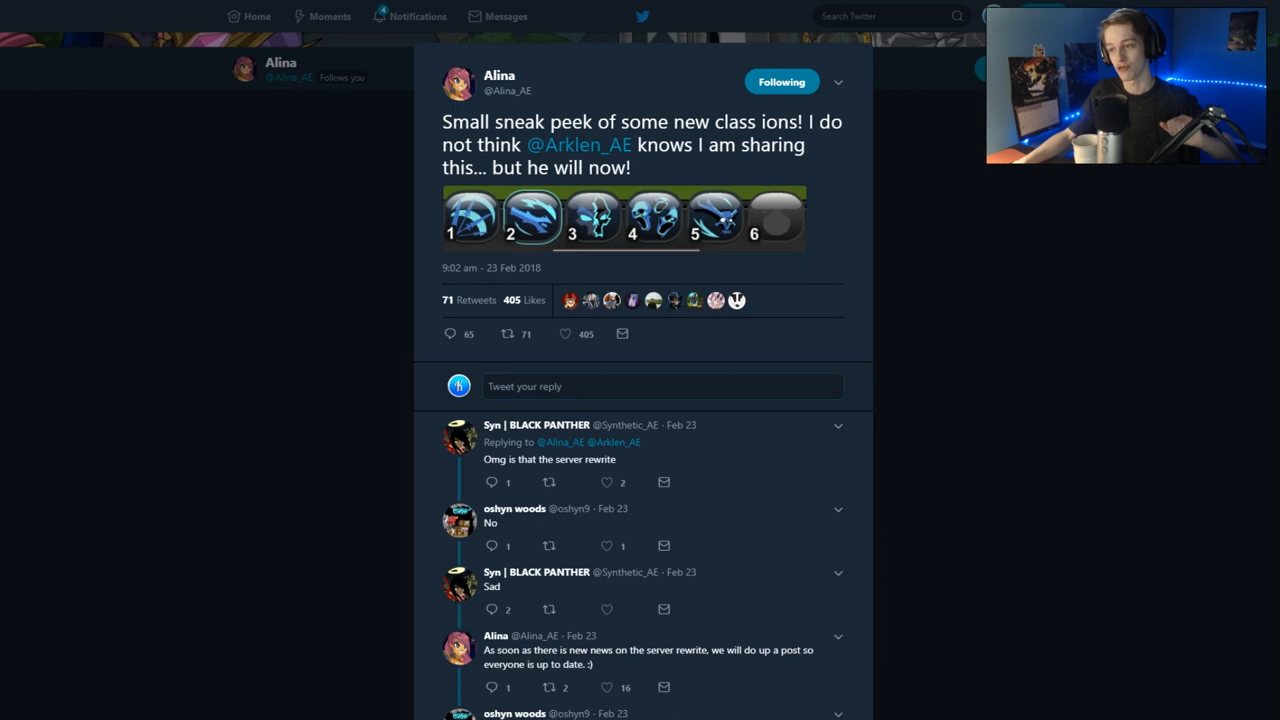 Home
Moments
4
Notifications
Messages
Search Twitter
Alina
@Alina_AE Follows you
Alina
@Alina_AE
Following
Small sneak peek of some new class ions! I do
not think @Arklen_AE knows I am sharing
this... but he will now!
1 2 3 4 5 6
9:02 am - 23 Feb 2018
71 Retweets 405 Likes
65 71 405
Tweet your reply
Syn | BLACK PANTHER @Synthetic_AE · Feb 23
Replying to @Alina_AE @Arklen_AE
Omg is that the server rewrite
1 2
oshyn woods @oshyn9 · Feb 23
No
1 1
Syn | BLACK PANTHER @Synthetic_AE · Feb 23
Sad
2
Alina @Alina_AE · Feb 23
As soon as there is new news on the server rewrite, we will do up a post so
everyone is up to date. :)
1 2 16
oshyn woods @oshyn9 · Feb 23